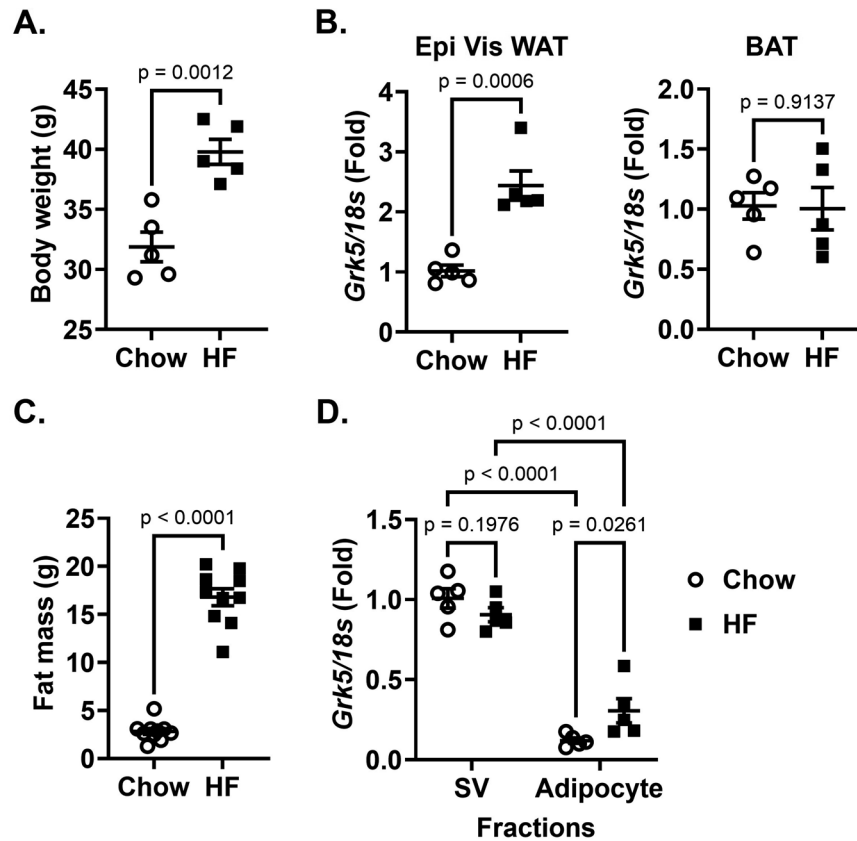 A.
p = 0.0012
Body weight (g)
45
40
35
30
25
Chow HF
B.
Epi Vis WAT
p = 0.0006
Grk5/18s (Fold)
4
3
2
1
0
Chow HF
BAT
p = 0.9137
Grk5/18s (Fold)
2.0
1.5
1.0
0.5
0.0
Chow HF
C.
p < 0.0001
Fat mass (g)
25
20
15
10
5
0
Chow HF
D.
p < 0.0001
p < 0.0001
p = 0.1976 p = 0.0261
Grk5/18s (Fold)
1.5
1.0
0.5
0.0
SV Adipocyte
Fractions
Chow
HF